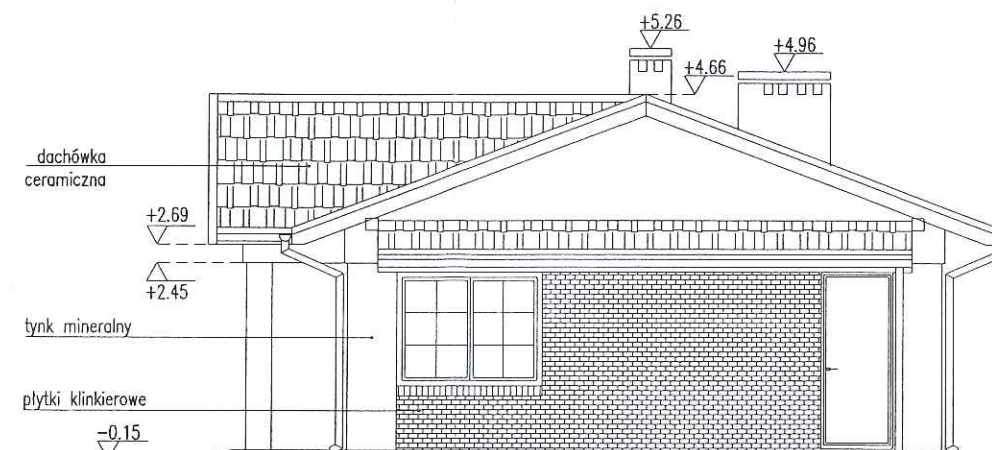 +5.26
+4.96
+4.66
dachówka
ceramiczna
+2.69
+2.45
tynk mineralny
płytki klinkierowe
-0.15